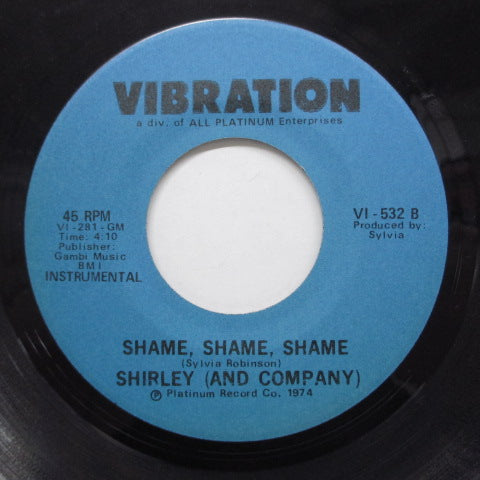 VIBRATION
a div. of ALL PLATINUM Enterprises
45 RPM
VI-281-GM
Time: 4:10
Publisher:
Gambi Music
BMI
INSTRUMENTAL
VI-532 B
Produced by:
Sylvia
SHAME, SHAME, SHAME
(Sylvia Robinson)
SHIRLEY (AND COMPANY)
℗ Platinum Record Co. 1974